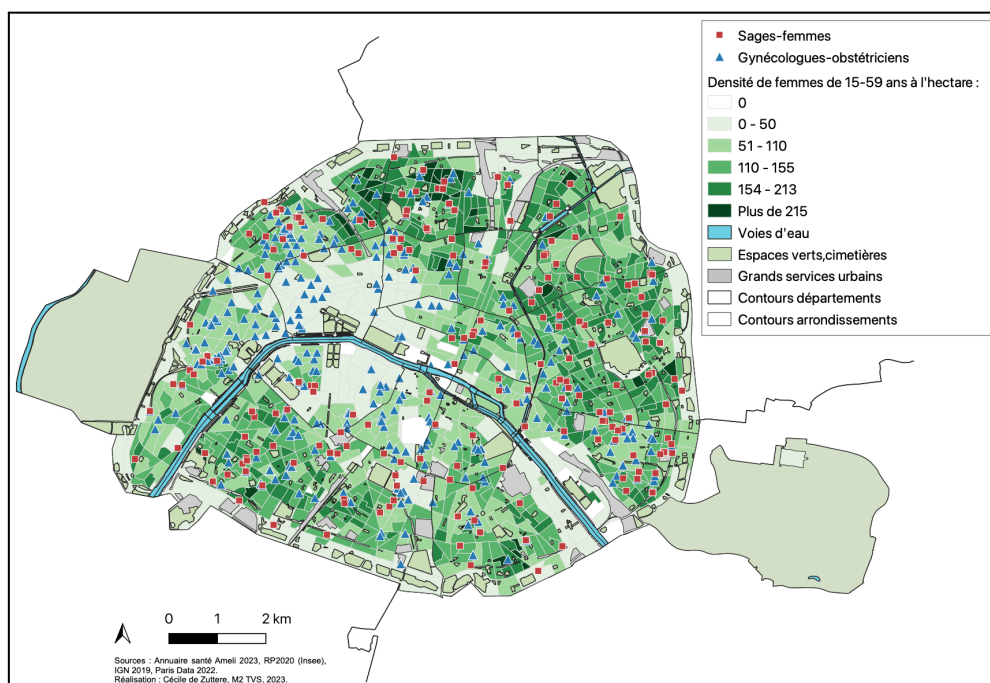 Sages-femmes
Gynécologues-obstétriciens
Densité de femmes de 15-59 ans à l'hectare :
0
0 - 50
51 - 110
110 - 155
154 - 213
Plus de 215
Voies d'eau
Espaces verts,cimetières
Grands services urbains
Contours départements
Contours arrondissements
0 1 2 km
Sources : Annuaire santé Ameli 2023, RP2020 (Insee),
IGN 2019, Paris Data 2022.
Réalisation : Cécile de Zuttere, M2 TVS, 2023.